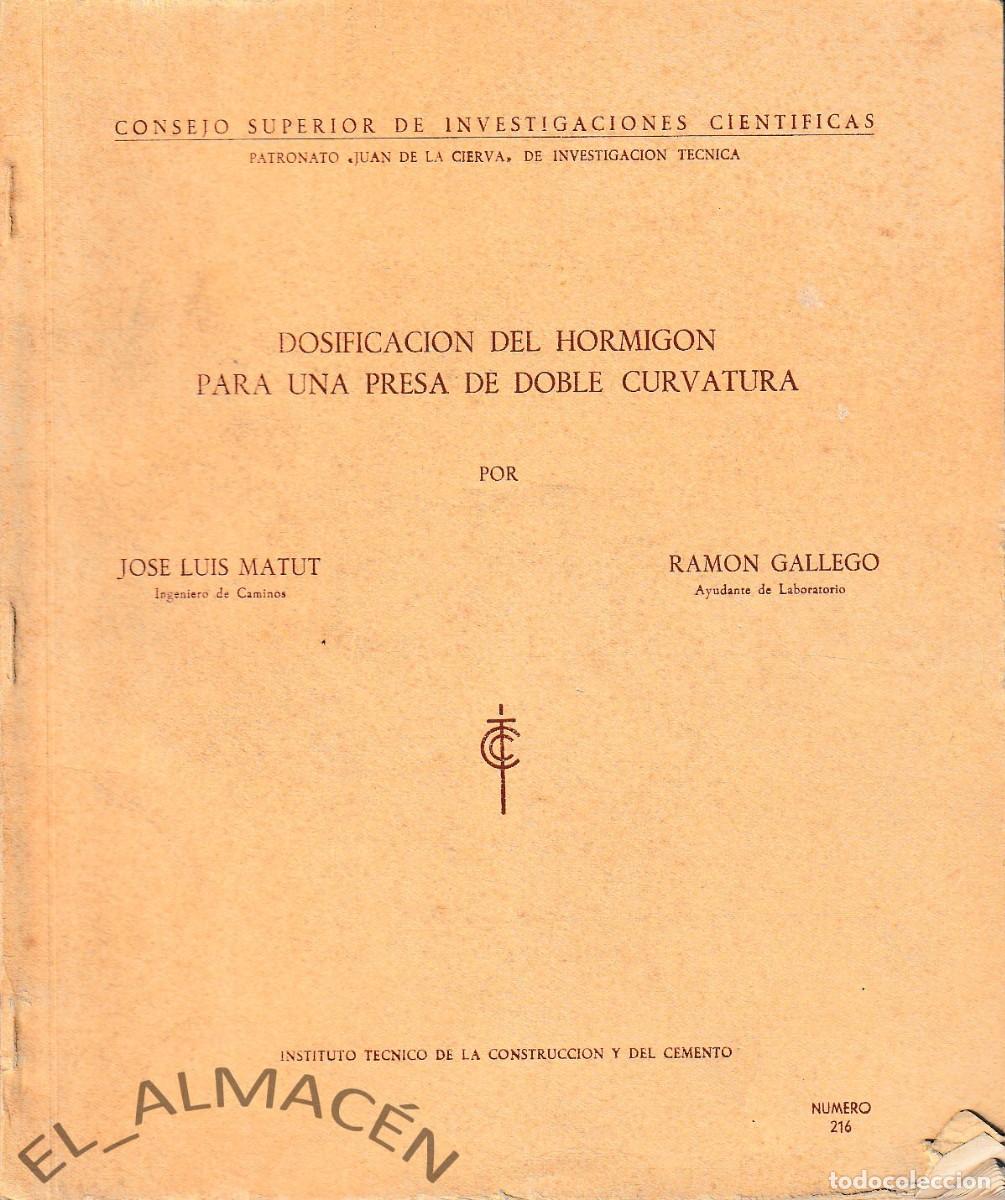 CONSEJO SUPERIOR DE INVESTIGACIONES CIENTIFICAS
PATRONATO «JUAN DE LA CIERVA» DE INVESTIGACION TECNICA
DOSIFICACION DEL HORMIGON
PARA UNA PRESA DE DOBLE CURVATURA
POR
JOSE LUIS MATUT
Ingeniero de Caminos
RAMON GALLEGO
Ayudante de Laboratorio
ITCC
INSTITUTO TECNICO DE LA CONSTRUCCION Y DEL CEMENTO
NUMERO
216
EL_ALMACÉN
todocoleccion